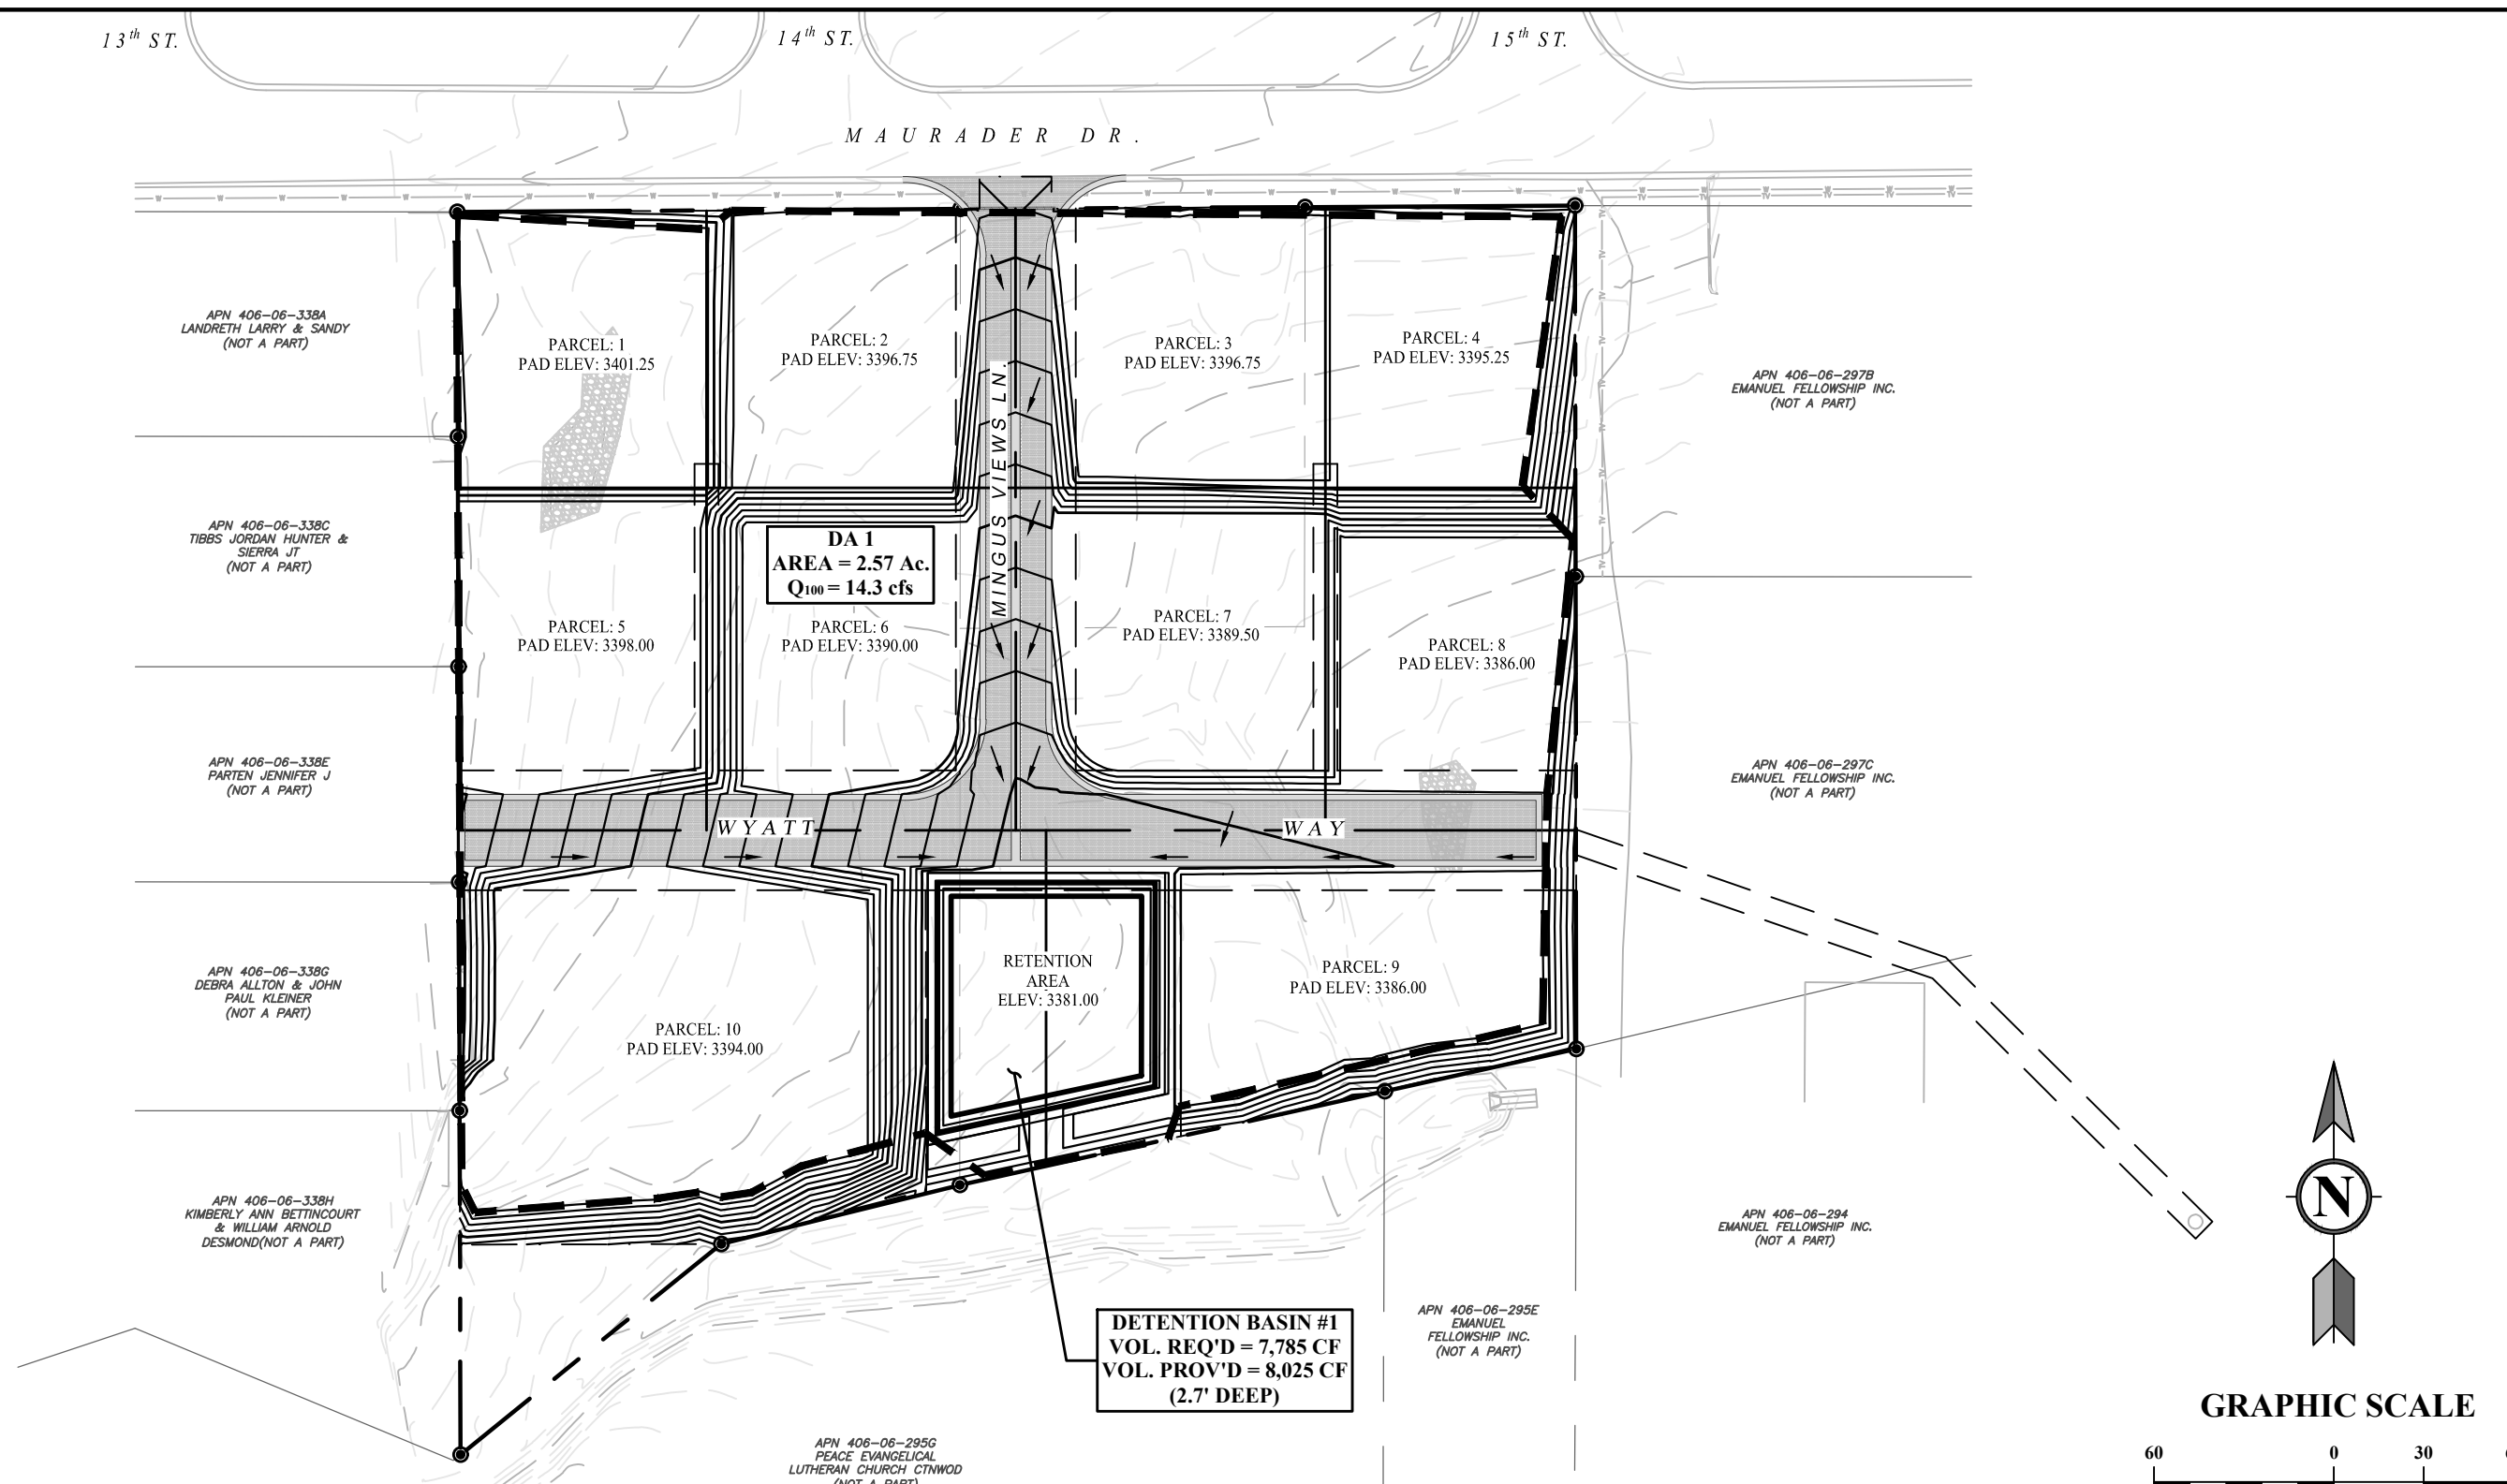 13th ST.
14th ST.
15th ST.
MAURADER DR.
APN 406-06-338A
LANDRETH LARRY & SANDY
(NOT A PART)
PARCEL: 1
PAD ELEV: 3401.25
PARCEL: 2
PAD ELEV: 3396.75
PARCEL: 3
PAD ELEV: 3396.75
PARCEL: 4
PAD ELEV: 3395.25
APN 406-06-297B
EMANUEL FELLOWSHIP INC.
(NOT A PART)
MINGUS VIEWS LN.
APN 406-06-338C
TIBBS JORDAN HUNTER &
SIERRA JT
(NOT A PART)
DA 1
AREA = 2.57 Ac.
Q100 = 14.3 cfs
PARCEL: 5
PAD ELEV: 3398.00
PARCEL: 6
PAD ELEV: 3390.00
PARCEL: 7
PAD ELEV: 3389.50
PARCEL: 8
PAD ELEV: 3386.00
APN 406-06-338E
PARTEN JENNIFER J
(NOT A PART)
APN 406-06-297C
EMANUEL FELLOWSHIP INC.
(NOT A PART)
WYATT WAY
APN 406-06-338G
DEBRA ALLTON & JOHN
PAUL KLEINER
(NOT A PART)
RETENTION
AREA
ELEV: 3381.00
PARCEL: 9
PAD ELEV: 3386.00
PARCEL: 10
PAD ELEV: 3394.00
APN 406-06-338H
KIMBERLY ANN BETTINCOURT
& WILLIAM ARNOLD
DESMOND(NOT A PART)
APN 406-06-294
EMANUEL FELLOWSHIP INC.
(NOT A PART)
N
DETENTION BASIN #1
VOL. REQ'D = 7,785 CF
VOL. PROV'D = 8,025 CF
(2.7' DEEP)
APN 406-06-295E
EMANUEL
FELLOWSHIP INC.
(NOT A PART)
GRAPHIC SCALE
60 0 30
APN 406-06-295G
PEACE EVANGELICAL
LUTHERAN CHURCH CTNWOD
(NOT A PART)